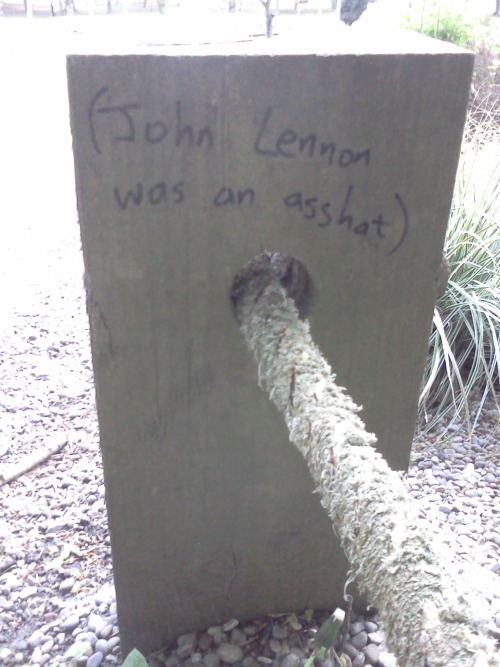 (John Lennon
was an asshat)